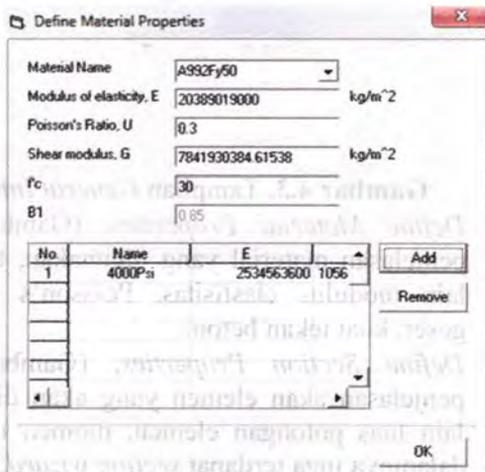 Define Material Properties
Material Name A992Fy50
Modulus of elasticity, E 20389019000 kg/m^2
Poisson's Ratio, U 0.3
Shear modulus, G 7841930384.61538 kg/m^2
f'c 30
B1 0.85
No. Name E
1 4000Psi 2534563600 1056
Add
Remove
OK